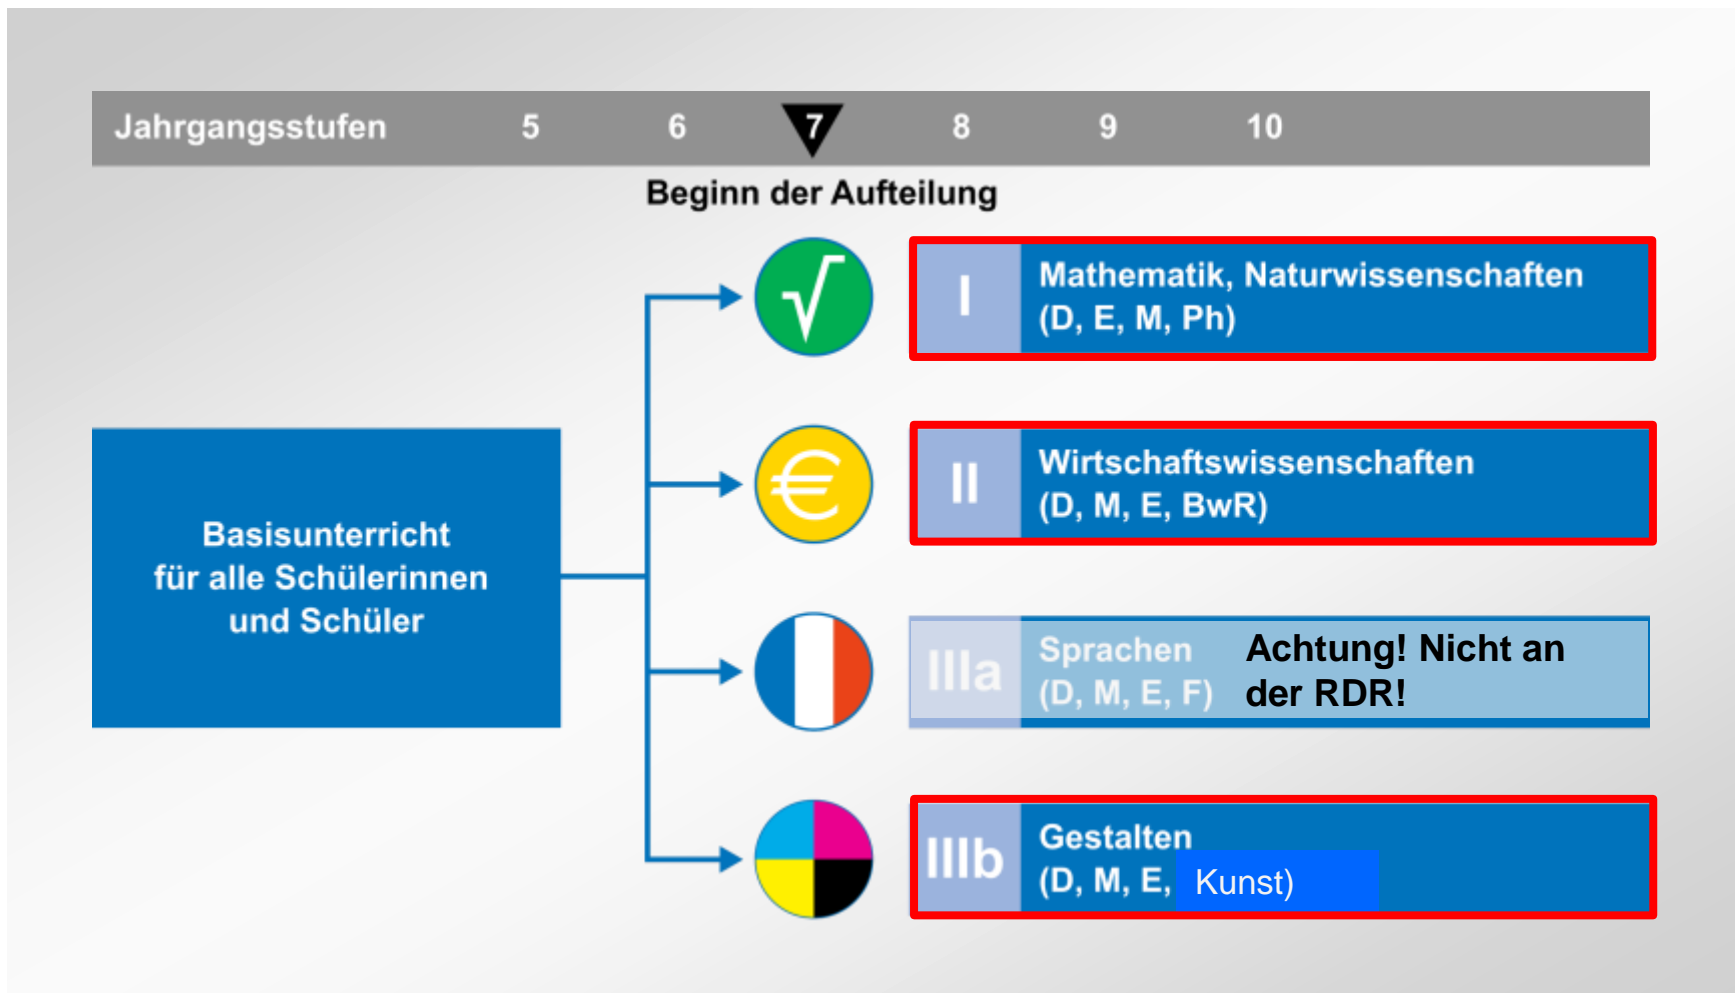 Jahrgangsstufen 5 6 7 8 9 10
Beginn der Aufteilung
√
I
Mathematik, Naturwissenschaften
(D, E, M, Ph)
€
II
Wirtschaftswissenschaften
(D, M, E, BwR)
Basisunterricht
für alle Schülerinnen
und Schüler
IIIa
Sprachen
(D, M, E, F)
Achtung! Nicht an
der RDR!
IIIb
Gestalten
(D, M, E, Kunst)